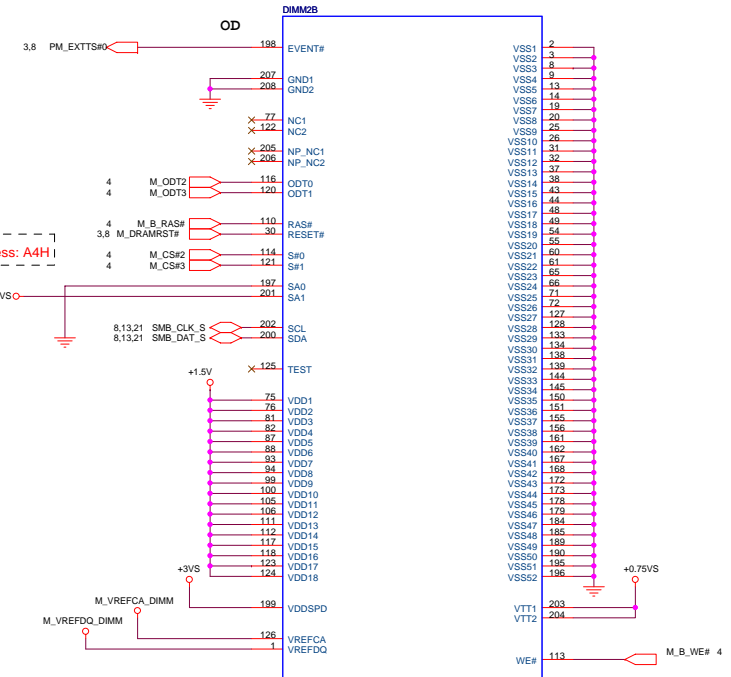 DIMM2B
OD
3,8 PM_EXTTS#0 198 EVENT#
207 GND1
208 GND2
77 NC1
122 NC2
205 NP_NC1
206 NP_NC2
4 M_ODT2 116 ODT0
4 M_ODT3 120 ODT1
4 M_B_RAS# 110 RAS#
3,8 M_DRAMRST# 30 RESET#
ess: A4H
4 M_CS#2 114 S#0
4 M_CS#3 121 S#1
197 SA0
VS 201 SA1
8,13,21 SMB_CLK_S 202 SCL
8,13,21 SMB_DAT_S 200 SDA
125 TEST
+1.5V
75 VDD1
76 VDD2
81 VDD3
82 VDD4
87 VDD5
88 VDD6
93 VDD7
94 VDD8
99 VDD9
100 VDD10
105 VDD11
106 VDD12
111 VDD13
112 VDD14
117 VDD15
118 VDD16
123 VDD17
124 VDD18
+3VS
199 VDDSPD
M_VREFCA_DIMM
M_VREFDQ_DIMM
126 VREFCA
1 VREFDQ
VSS1 2
VSS2 3
VSS3 8
VSS4 9
VSS5 13
VSS6 14
VSS7 19
VSS8 20
VSS9 25
VSS10 26
VSS11 31
VSS12 32
VSS13 37
VSS14 38
VSS15 43
VSS16 44
VSS17 48
VSS18 49
VSS19 54
VSS20 55
VSS21 60
VSS22 61
VSS23 65
VSS24 66
VSS25 71
VSS26 72
VSS27 127
VSS28 128
VSS29 133
VSS30 134
VSS31 138
VSS32 139
VSS33 144
VSS34 145
VSS35 150
VSS36 151
VSS37 155
VSS38 156
VSS39 161
VSS40 162
VSS41 167
VSS42 168
VSS43 172
VSS44 173
VSS45 178
VSS46 179
VSS47 184
VSS48 185
VSS49 189
VSS50 190
VSS51 195
VSS52 196
+0.75VS
VTT1 203
VTT2 204
WE# 113 M_B_WE# 4